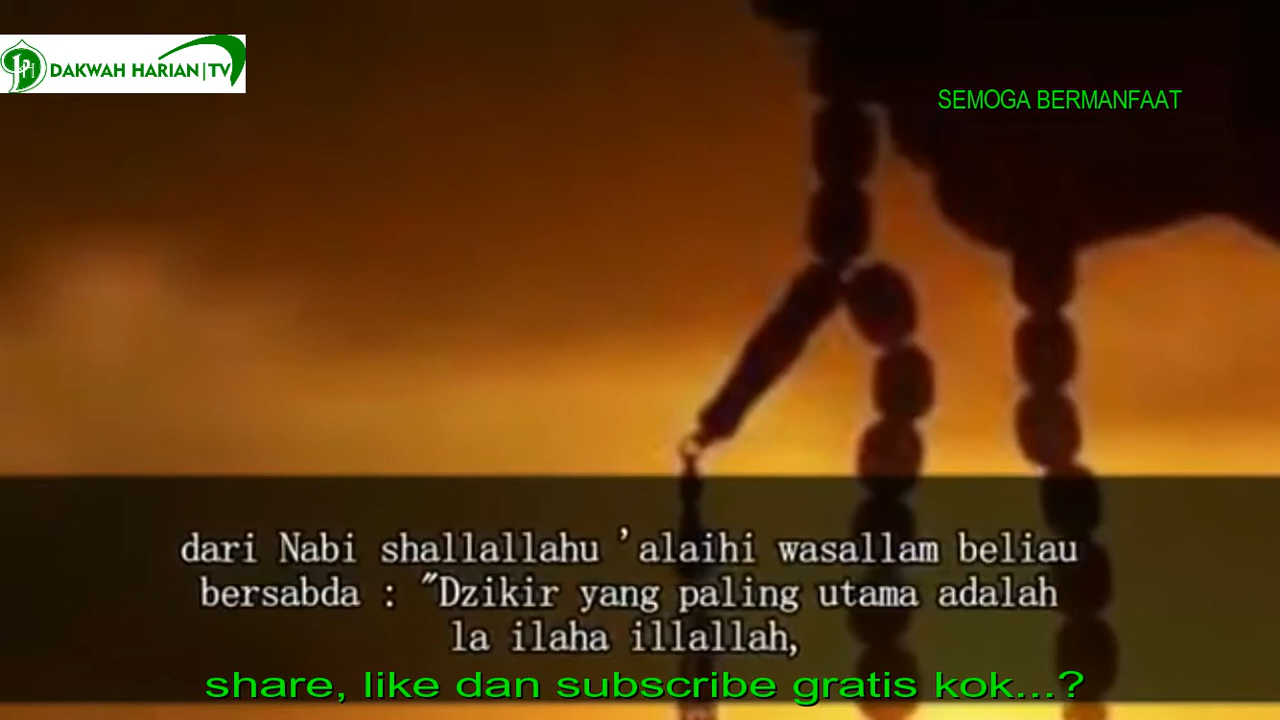 DAKWAH HARIAN|TV
SEMOGA BERMANFAAT
dari Nabi shallallahu 'alaihi wasallam beliau
bersabda : "Dzikir yang paling utama adalah
la ilaha illallah,
share, like dan subscribe gratis kok...?